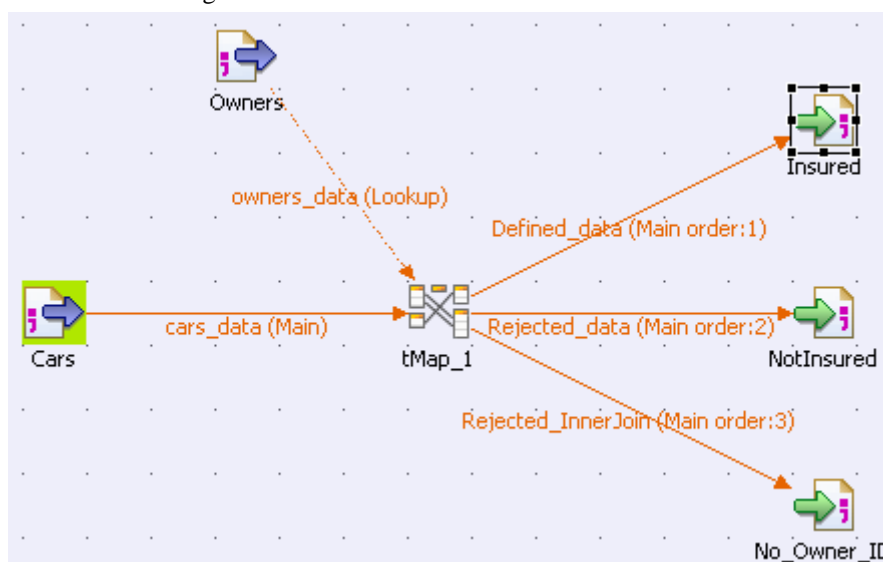 Owners
Insured
owners_data (Lookup)
Defined_data (Main order:1)
cars_data (Main)
Rejected_data (Main order:2)
Cars
tMap_1
NotInsured
Rejected_InnerJoin (Main order:3)
No_Owner_ID